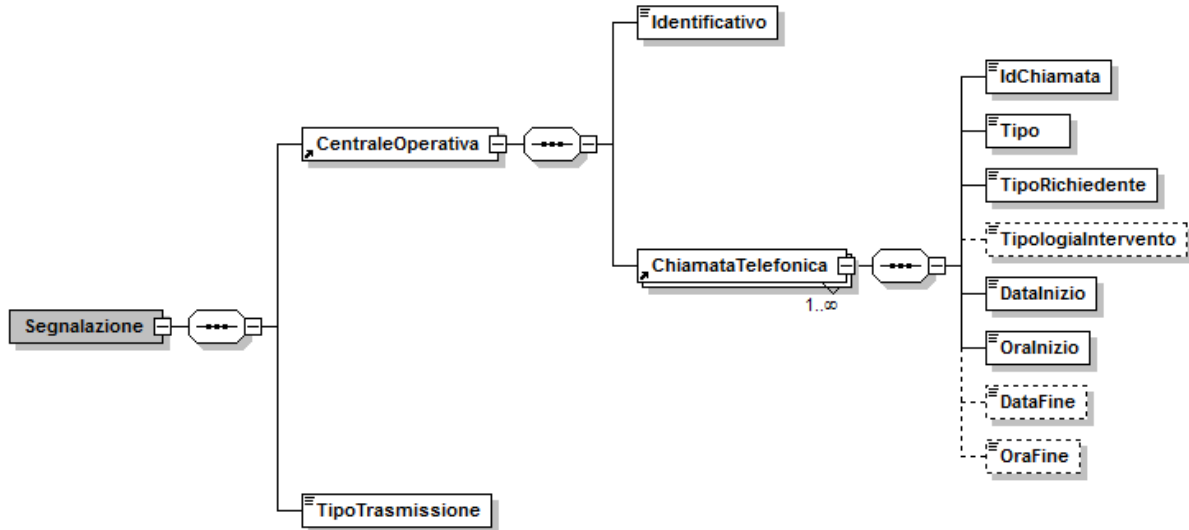 Identificativo
IdChiamata
CentraleOperativa
Tipo
TipoRichiedente
TipologiaIntervento
ChiamataTelefonica
1..∞
DataInizio
Segnalazione
OraInizio
DataFine
OraFine
TipoTrasmissione